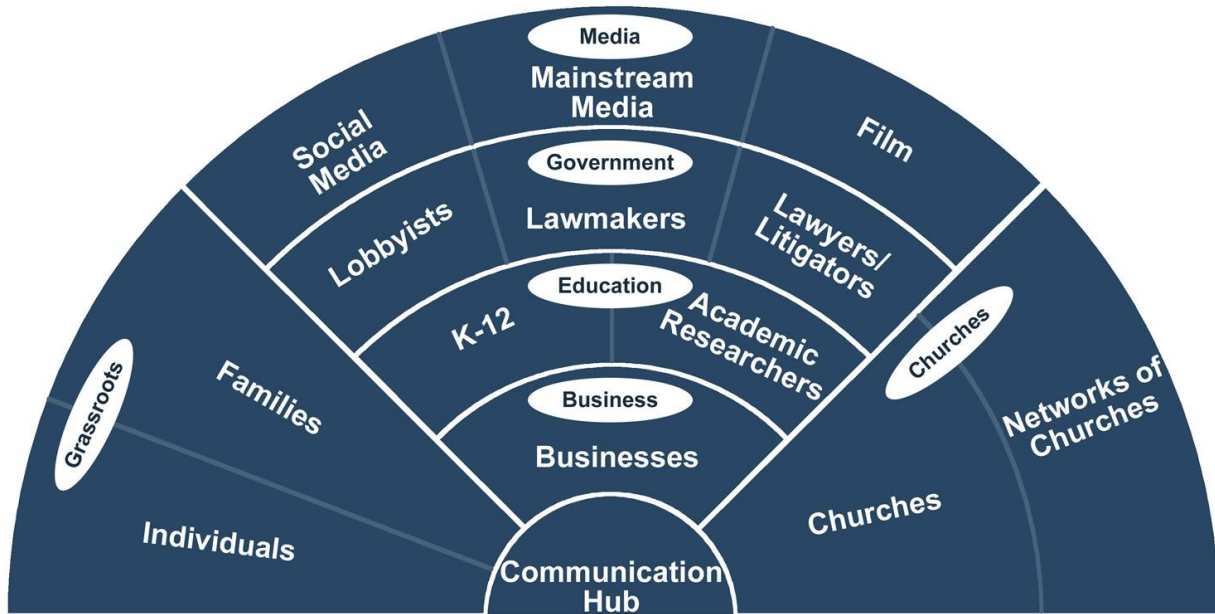 Media
Mainstream
Media
Social
Media
Film
Government
Lawmakers
Lobbyists
Lawyers/
Litigators
Education
K-12
Academic
Researchers
Business
Businesses
Grassroots
Families
Individuals
Churches
Churches
Networks of
Churches
Communication
Hub